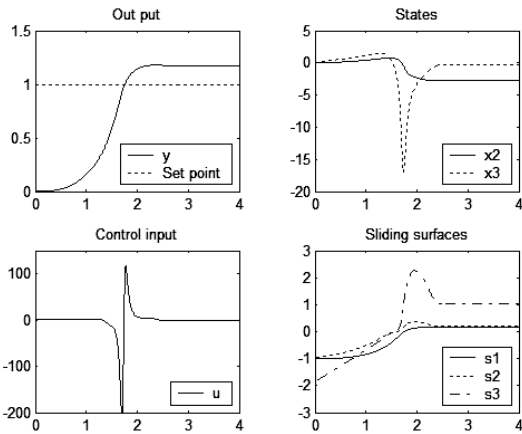 Out put
1.5
1
0.5
0
y
Set point
0 1 2 3 4
States
5
0
-5
-10
-15
-20
x2
x3
0 1 2 3 4
Control input
100
0
-100
-200
u
0 1 2 3 4
Sliding surfaces
3
2
1
0
-1
-2
-3
s1
s2
s3
0 1 2 3 4